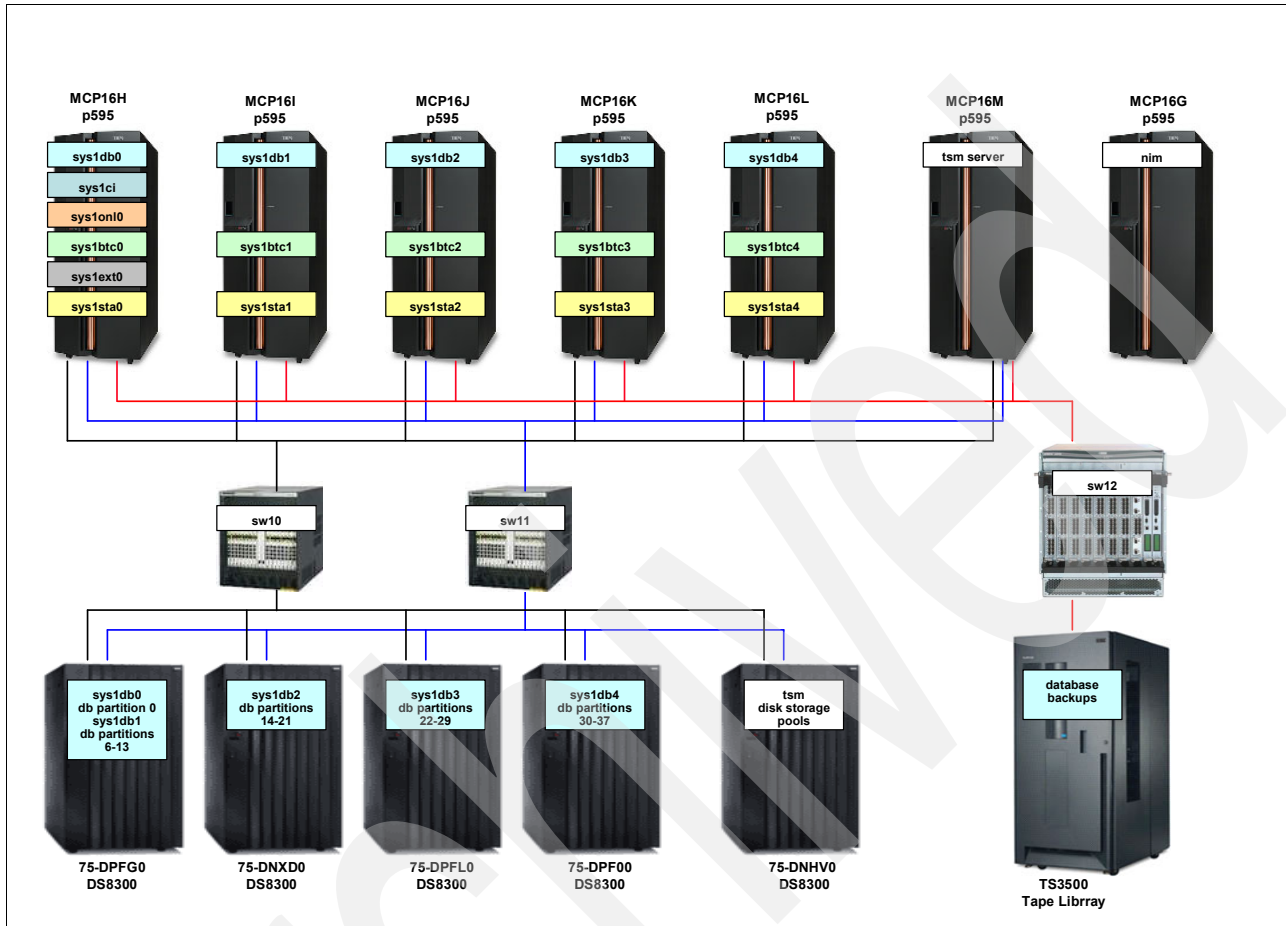 MCP16H
p595
MCP16I
p595
MCP16J
p595
MCP16K
p595
MCP16L
p595
MCP16M
p595
MCP16G
p595
sys1db0
sys1ci
sys1onl0
sys1btc0
sys1ext0
sys1sta0
sys1db1
sys1btc1
sys1sta1
sys1db2
sys1btc2
sys1sta2
sys1db3
sys1btc3
sys1sta3
sys1db4
sys1btc4
sys1sta4
tsm server
nim
sw10
sw11
sw12
sys1db0
db partition 0
sys1db1
db partitions
6-13
sys1db2
db partitions
14-21
sys1db3
db partitions
22-29
sys1db4
db partitions
30-37
tsm
disk storage
pools
database
backups
75-DPFG0
DS8300
75-DNXD0
DS8300
75-DPFL0
DS8300
75-DPF00
DS8300
75-DNHV0
DS8300
TS3500
Tape Librray